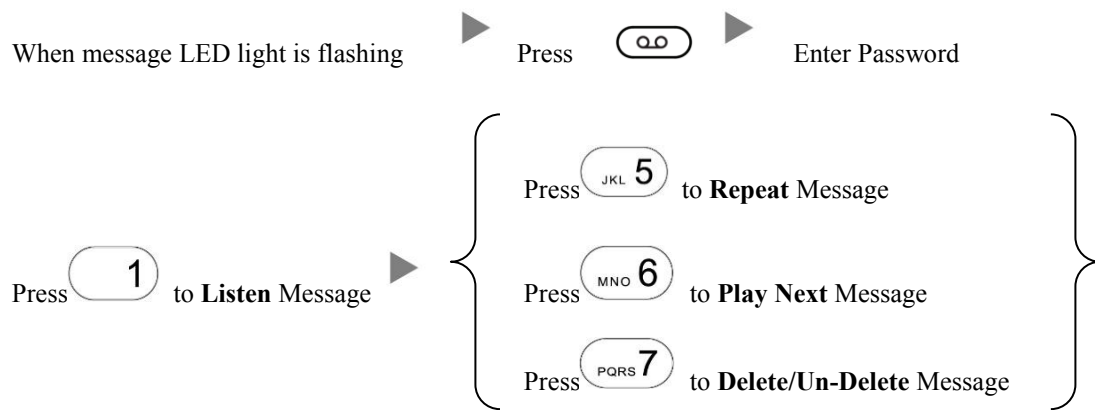 When message LED light is flashing Press Enter Password
Press JKL 5 to Repeat Message
Press 1 to Listen Message
Press MNO 6 to Play Next Message
Press PQRS 7 to Delete/Un-Delete Message